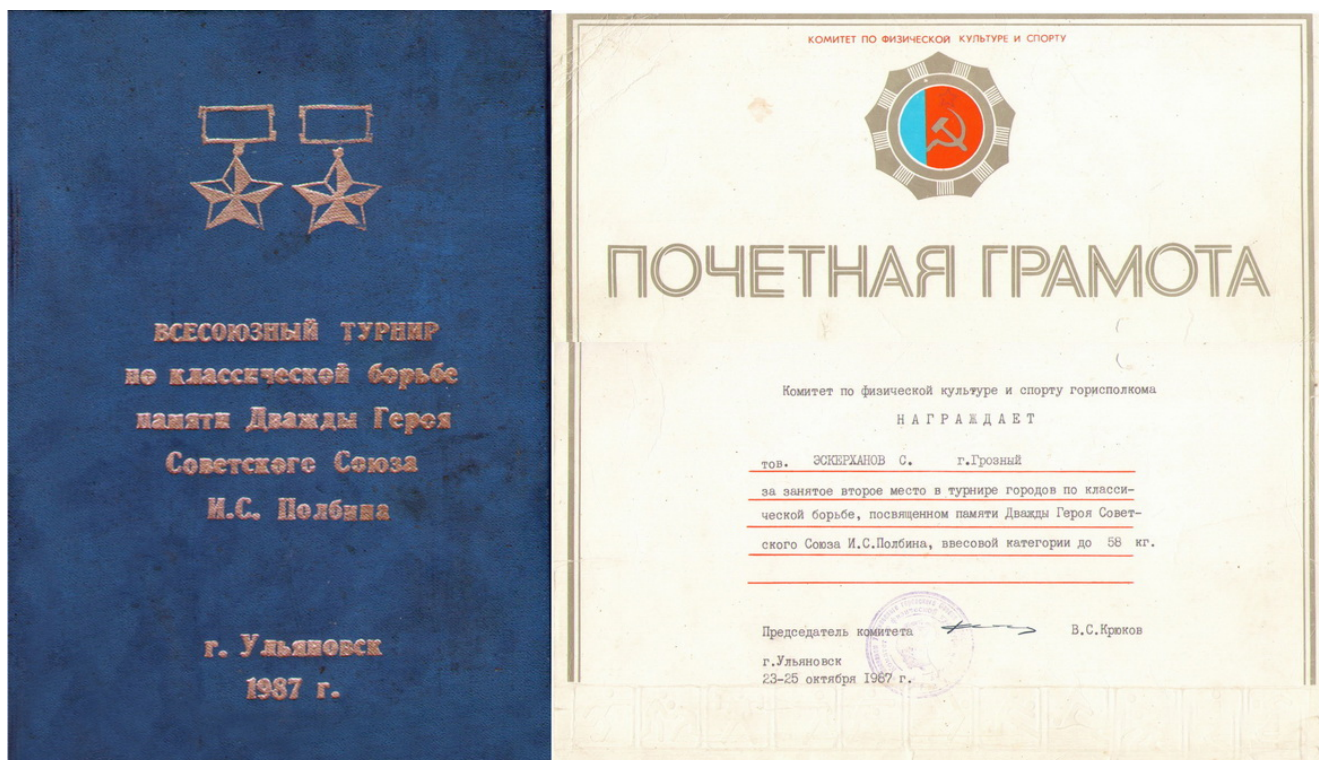 ВСЕСОЮЗНЫЙ ТУРНИР
по классической борьбе
памяти Дважды Героя
Советского Союза
И.С. Полбина
г. Ульяновск
1987 г.
КОМИТЕТ ПО ФИЗИЧЕСКОЙ КУЛЬТУРЕ И СПОРТУ
ПОЧЕТНАЯ ГРАМОТА
Комитет по физической культуре и спорту горисполкома
НАГРАЖДАЕТ
тов. ЭСКЕРХАНОВ С. г.Грозный
за занятое второе место в турнире городов по класси-
ческой борьбе, посвященном памяти Дважды Героя Совет-
ского Союза И.С.Полбина, ввесовой категории до 58 кг.
Председатель комитета В.С.Крюков
г.Ульяновск
23-25 октября I987 г.